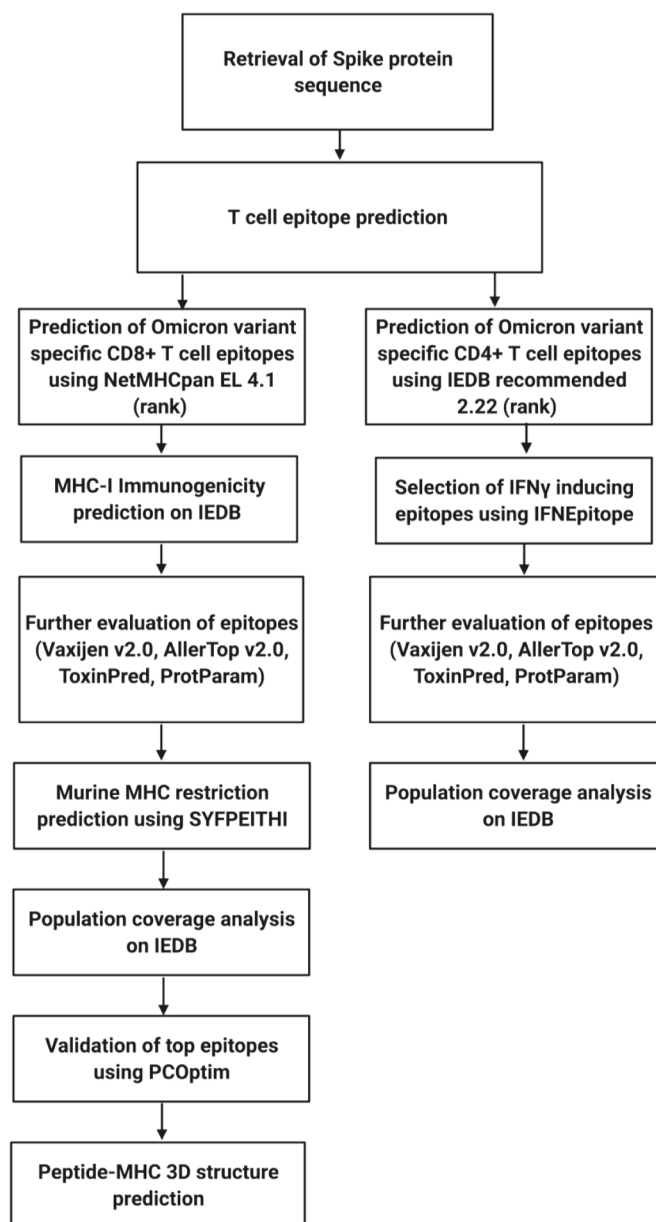 Retrieval of Spike protein
sequence
T cell epitope prediction
Prediction of Omicron variant
specific CD8+ T cell epitopes
using NetMHCpan EL 4.1
(rank)
MHC-I Immunogenicity
prediction on IEDB
Further evaluation of epitopes
(Vaxijen v2.0, AllerTop v2.0,
ToxinPred, ProtParam)
Murine MHC restriction
prediction using SYFPEITHI
Population coverage analysis
on IEDB
Validation of top epitopes
using PCOptim
Peptide-MHC 3D structure
prediction
Prediction of Omicron variant
specific CD4+ T cell epitopes
using IEDB recommended
2.22 (rank)
Selection of IFNγ inducing
epitopes using IFNEpitope
Further evaluation of epitopes
(Vaxijen v2.0, AllerTop v2.0,
ToxinPred, ProtParam)
Population coverage analysis
on IEDB